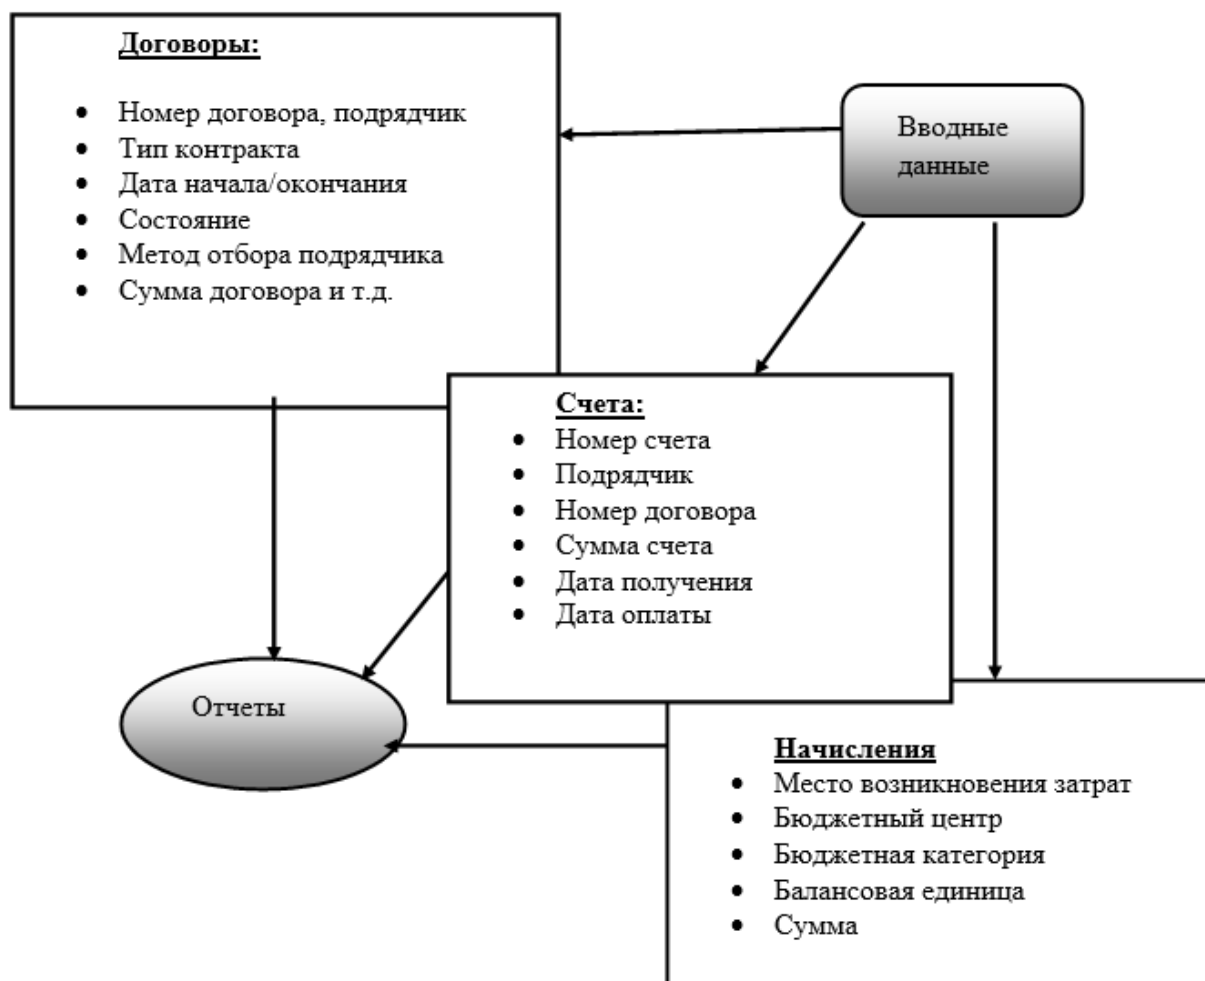 Договоры:
• Номер договора, подрядчик
• Тип контракта
• Дата начала/окончания
• Состояние
• Метод отбора подрядчика
• Сумма договора и т.д.
Вводные
данные
Счета:
• Номер счета
• Подрядчик
• Номер договора
• Сумма счета
• Дата получения
• Дата оплаты
Отчеты
Начисления
• Место возникновения затрат
• Бюджетный центр
• Бюджетная категория
• Балансовая единица
• Сумма